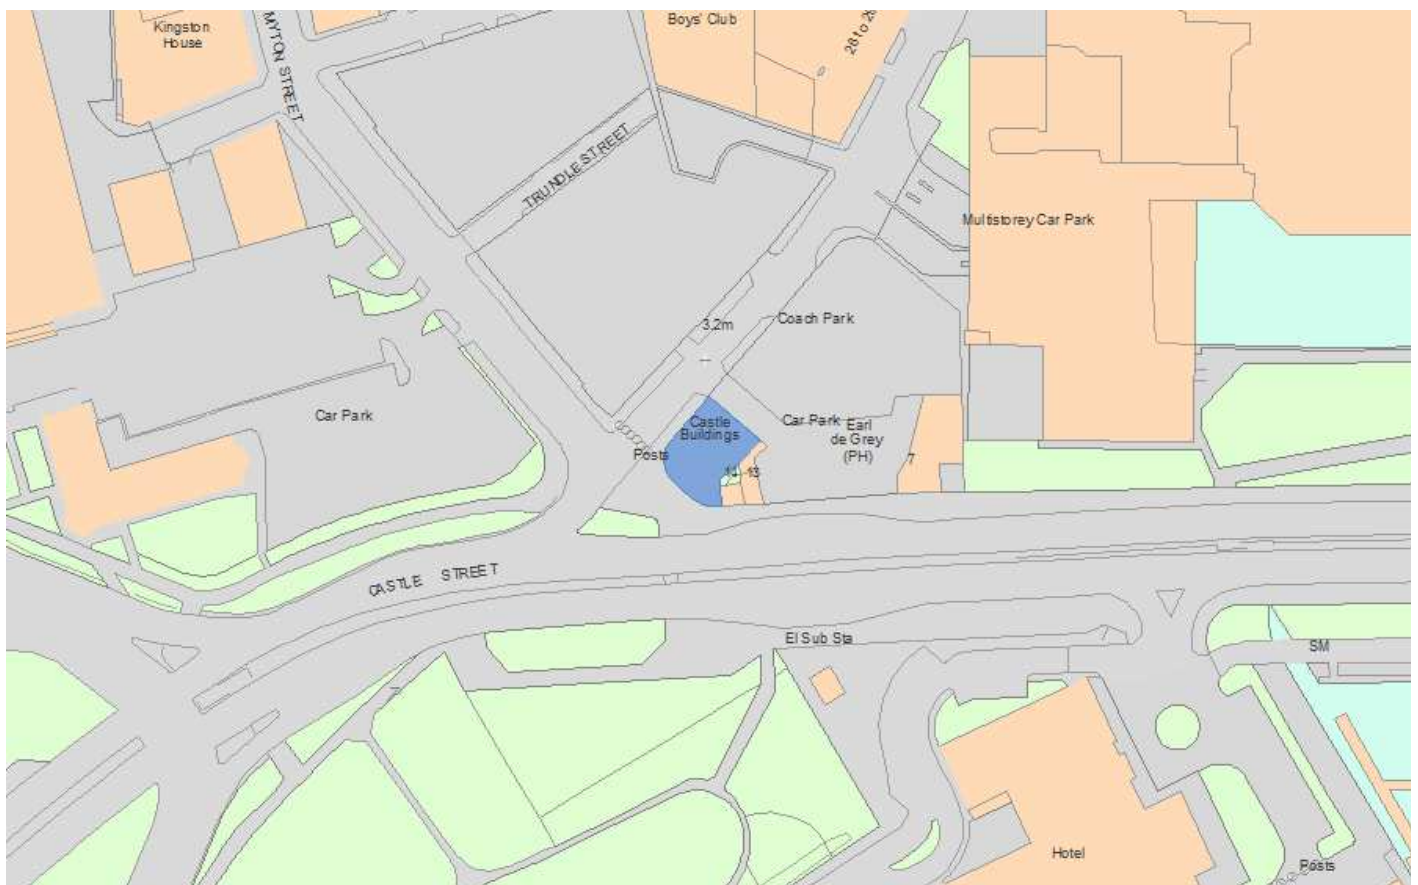 Kingston
House
MYTON STREET
Boys' Club
28 to 2
TRUNDLE STREET
Multistorey Car Park
3.2m
Coach Park
Car Park
Castle
Buildings
Car Park
Earl
de Grey
(PH)
Posts
14
13
7
CASTLE STREET
El Sub Sta
SM
Hotel
Posts